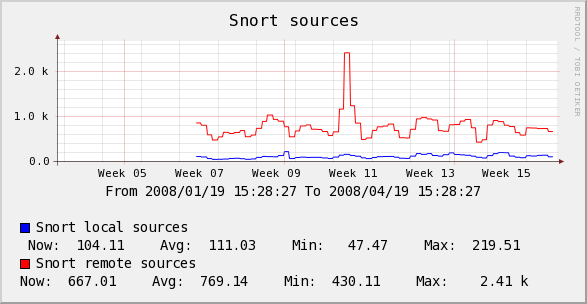 Snort sources
RRDTOOL / TOBI OETIKER
2.0 k
1.0 k
0.0
Week 05 Week 07 Week 09 Week 11 Week 13 Week 15
From 2008/01/19 15:28:27 To 2008/04/19 15:28:27
Snort local sources
Now: 104.11 Avg: 111.03 Min: 47.47 Max: 219.51
Snort remote sources
Now: 667.01 Avg: 769.14 Min: 430.11 Max: 2.41 k